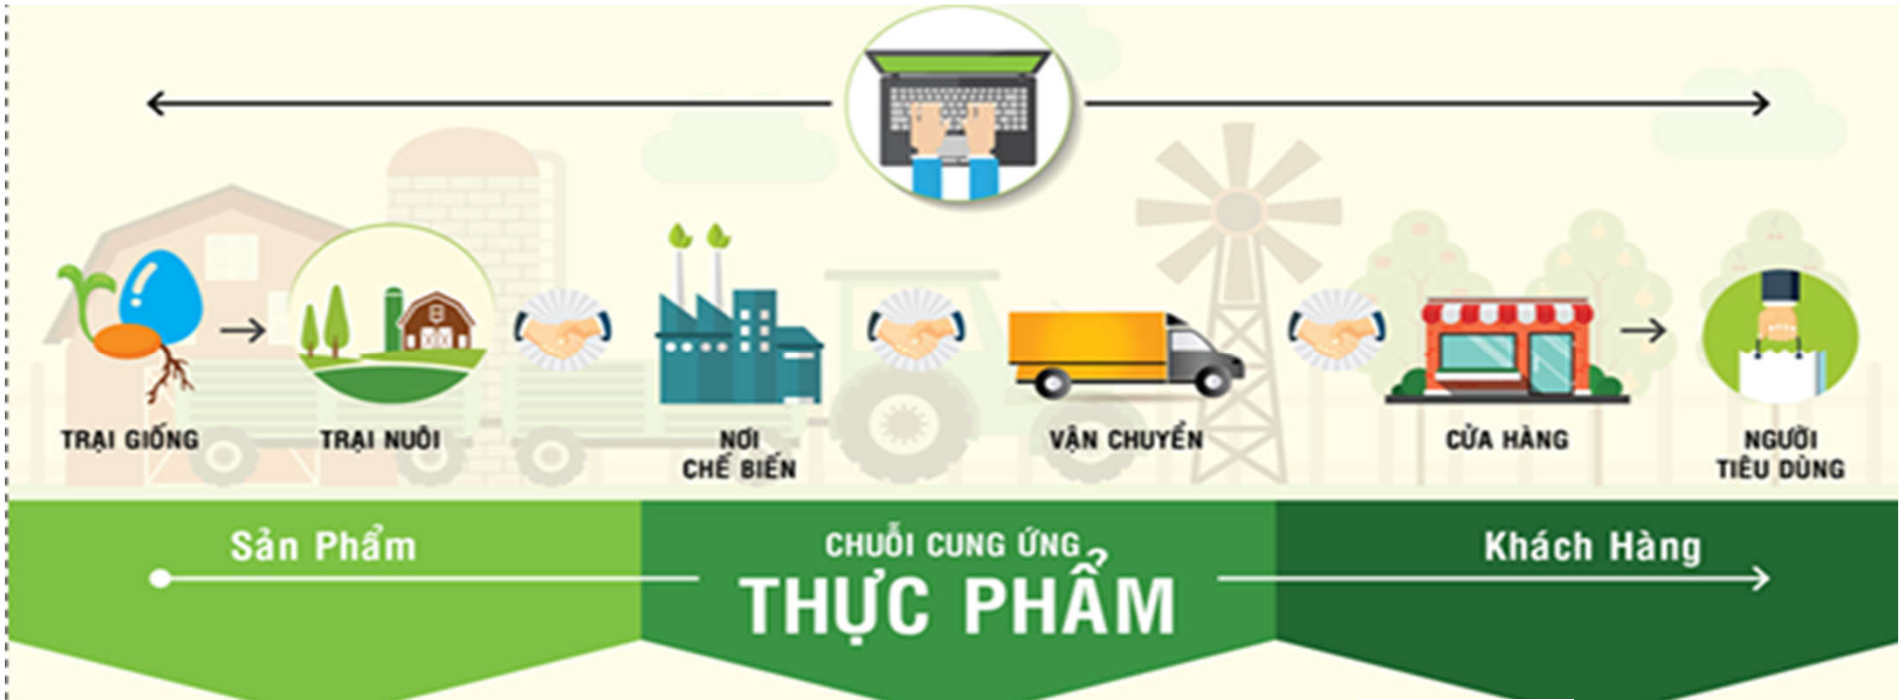 TRẠI GIỐNG
TRẠI NUÔI
NƠI
CHẾ BIẾN
VẬN CHUYỂN
CỬA HÀNG
NGƯỜI
TIÊU DÙNG
Sản Phẩm
CHUỖI CUNG ỨNG
THỰC PHẨM
Khách Hàng